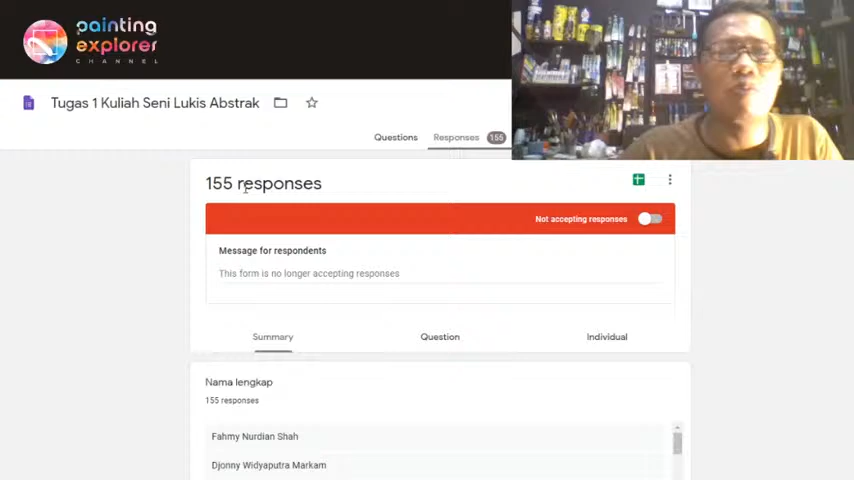 painting
explorer
CHANNEL
Tugas 1 Kuliah Seni Lukis Abstrak
Questions
Responses 155
155 responses
Not accepting responses
Message for respondents
This form is no longer accepting responses
Summary
Question
Individual
Nama lengkap
155 responses
Fahmy Nurdian Shah
Djonny Widyaputra Markam